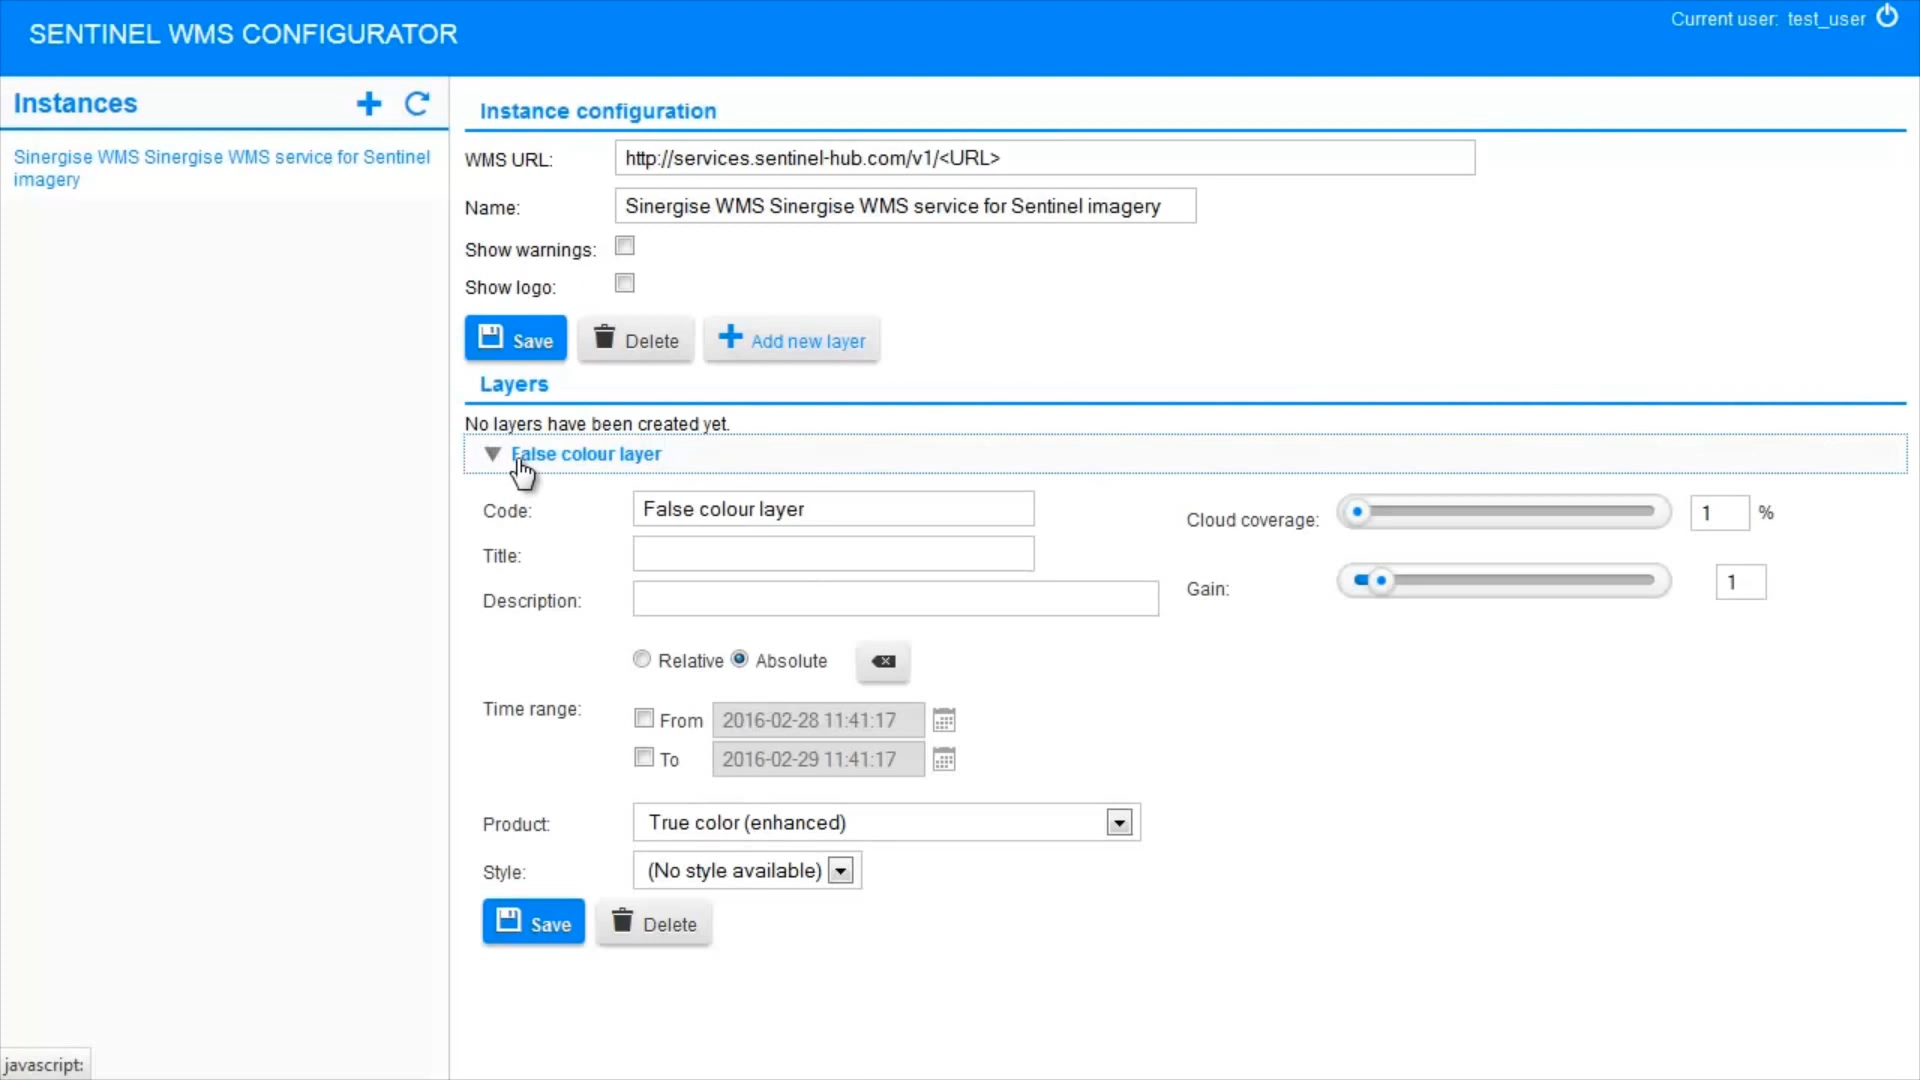 SENTINEL WMS CONFIGURATOR
Current user: test_user
Instances
Sinergise WMS Sinergise WMS service for Sentinel
imagery
Instance configuration
WMS URL: http://services.sentinel-hub.com/v1/<URL>
Name: Sinergise WMS Sinergise WMS service for Sentinel imagery
Show warnings:
Show logo:
Save Delete Add new layer
Layers
No layers have been created yet.
False colour layer
Code: False colour layer
Cloud coverage: 1 %
Title:
Description:
Gain: 1
Relative Absolute
Time range:
From 2016-02-28 11:41:17
To 2016-02-29 11:41:17
Product: True color (enhanced)
Style: (No style available)
Save Delete
javascript: